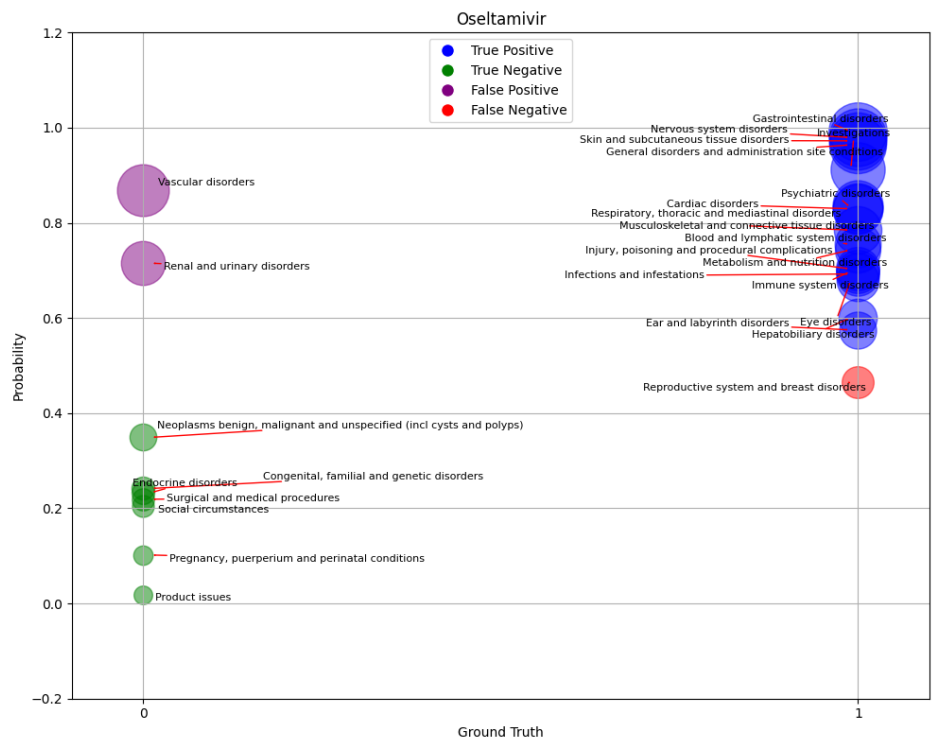 Oseltamivir
True Positive
True Negative
False Positive
False Negative
1.2
1.0
0.8
0.6
0.4
0.2
0.0
−0.2
Probability
Gastrointestinal disorders
Nervous system disorders
Investigations
Skin and subcutaneous tissue disorders
General disorders and administration site conditions
Vascular disorders
Psychiatric disorders
Cardiac disorders
Respiratory, thoracic and mediastinal disorders
Musculoskeletal and connective tissue disorders
Blood and lymphatic system disorders
Injury, poisoning and procedural complications
Metabolism and nutrition disorders
Renal and urinary disorders
Infections and infestations
Immune system disorders
Ear and labyrinth disorders
Eye disorders
Hepatobiliary disorders
Reproductive system and breast disorders
Neoplasms benign, malignant and unspecified (incl cysts and polyps)
Congenital, familial and genetic disorders
Endocrine disorders
Surgical and medical procedures
Social circumstances
Pregnancy, puerperium and perinatal conditions
Product issues
0
1
Ground Truth